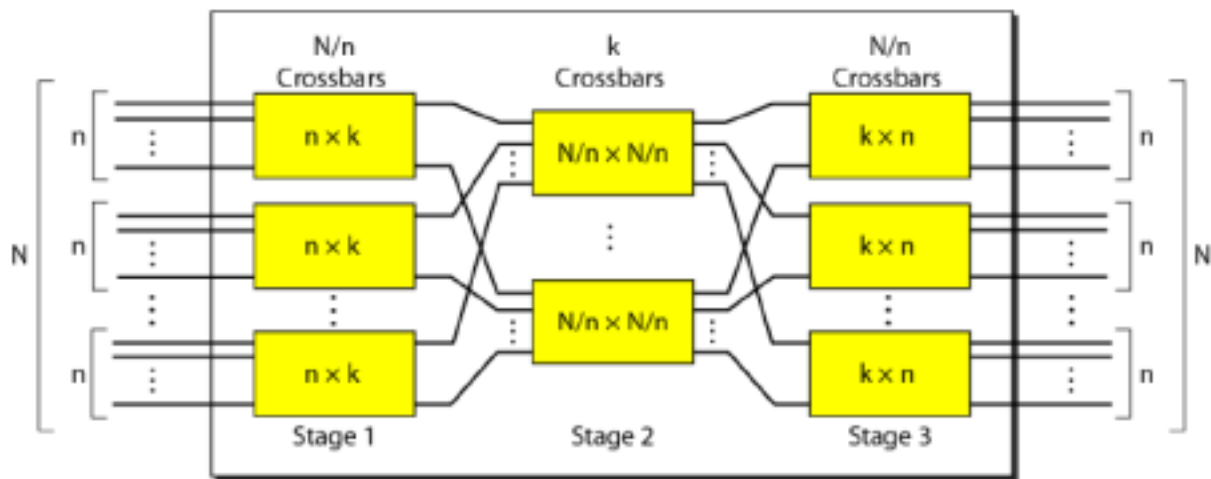 N/n
Crossbars
k
Crossbars
N/n
Crossbars
n
n × k
N/n × N/n
k × n
n
N
n
n × k
k × n
n
N
n
n × k
N/n × N/n
k × n
n
Stage 1
Stage 2
Stage 3